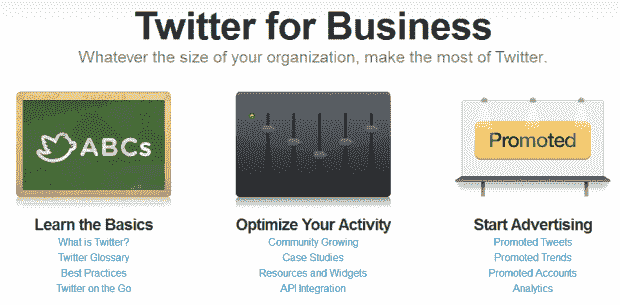 Twitter for Business
Whatever the size of your organization, make the most of Twitter.
ABCs
Promoted
Learn the Basics
What is Twitter?
Twitter Glossary
Best Practices
Twitter on the Go
Optimize Your Activity
Community Growing
Case Studies
Resources and Widgets
API Integration
Start Advertising
Promoted Tweets
Promoted Trends
Promoted Accounts
Analytics